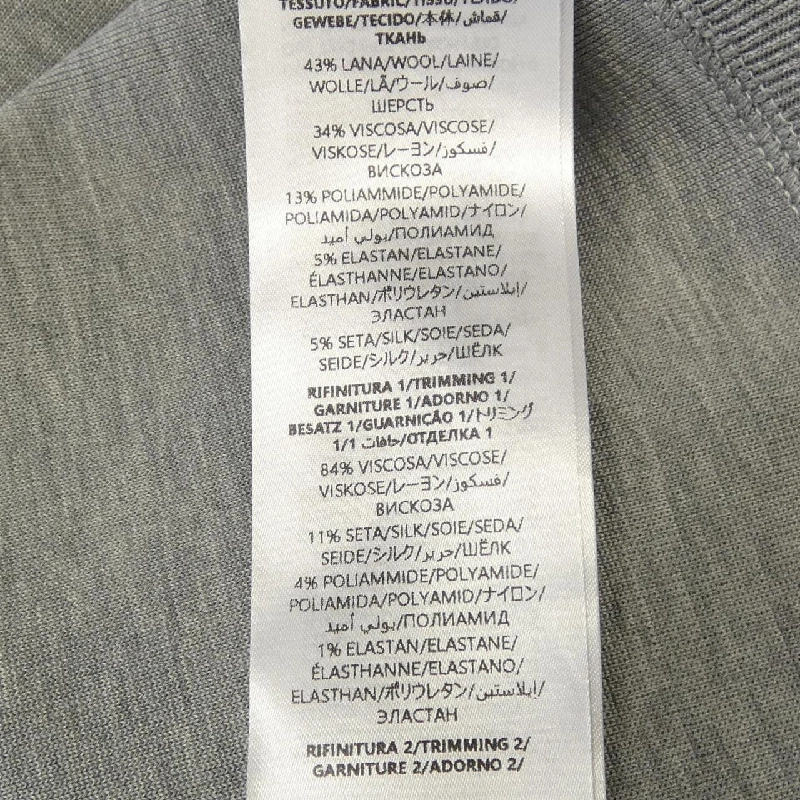 TESSUTO/FABRIC/TISSU/TEJIDO/
GEWEBE/TECIDO/本体/قماش/
ТКАНЬ
43% LANA/WOOL/LAINE/
WOLLE/LÃ/ウール/صوف/
ШЕРСТЬ
34% VISCOSA/VISCOSE/
VISKOSE/レーヨン/فسكوز/
ВИСКОЗА
13% POLIAMMIDE/POLYAMIDE/
POLIAMIDA/POLYAMID/ナイロン/
بولي أميد/ПОЛИАМИД
5% ELASTAN/ELASTANE/
ÉLASTHANNE/ELASTANO/
ELASTHAN/ポリウレタン/إيلاستين/
ЭЛАСТАН
5% SETA/SILK/SOIE/SEDA/
SEIDE/シルク/حرير/ШЁЛК
RIFINITURA 1/TRIMMING 1/
GARNITURE 1/ADORNO 1/
BESATZ 1/GUARNIÇÃO 1/トリミング
1/1 حافات/ОТДЕЛКА 1
84% VISCOSA/VISCOSE/
VISKOSE/レーヨン/فسكوز/
ВИСКОЗА
11% SETA/SILK/SOIE/SEDA/
SEIDE/シルク/حرير/ШЁЛК
4% POLIAMMIDE/POLYAMIDE/
POLIAMIDA/POLYAMID/ナイロン/
بولي أميد/ПОЛИАМИД
1% ELASTAN/ELASTANE/
ÉLASTHANNE/ELASTANO/
ELASTHAN/ポリウレタン/إيلاستين/
ЭЛАСТАН
RIFINITURA 2/TRIMMING 2/
GARNITURE 2/ADORNO 2/